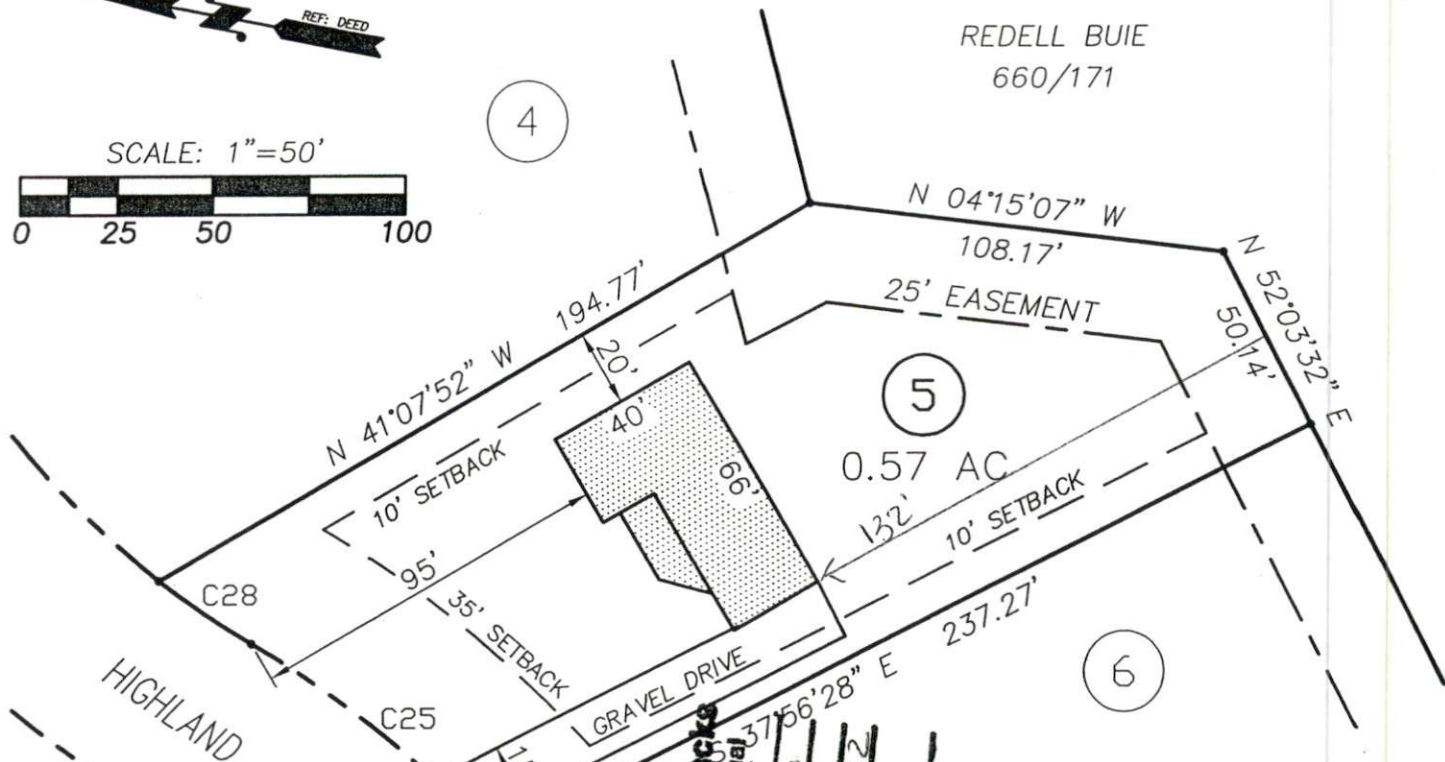 REF: DEED
REDELL BUIE
660/171
4
SCALE: 1"=50'
0 25 50 100
N 04°15'07" W
108.17'
N 52°03'32" E
50.14'
194.77'
N 41°07'52" W
25' EASEMENT
20'
40'
66'
5
0.57 AC
10' SETBACK
132'
10' SETBACK
95'
C28
35' SETBACK
237.27'
GRAVEL DRIVE
S 37°56'28" E
6
HIGHLAND
C25